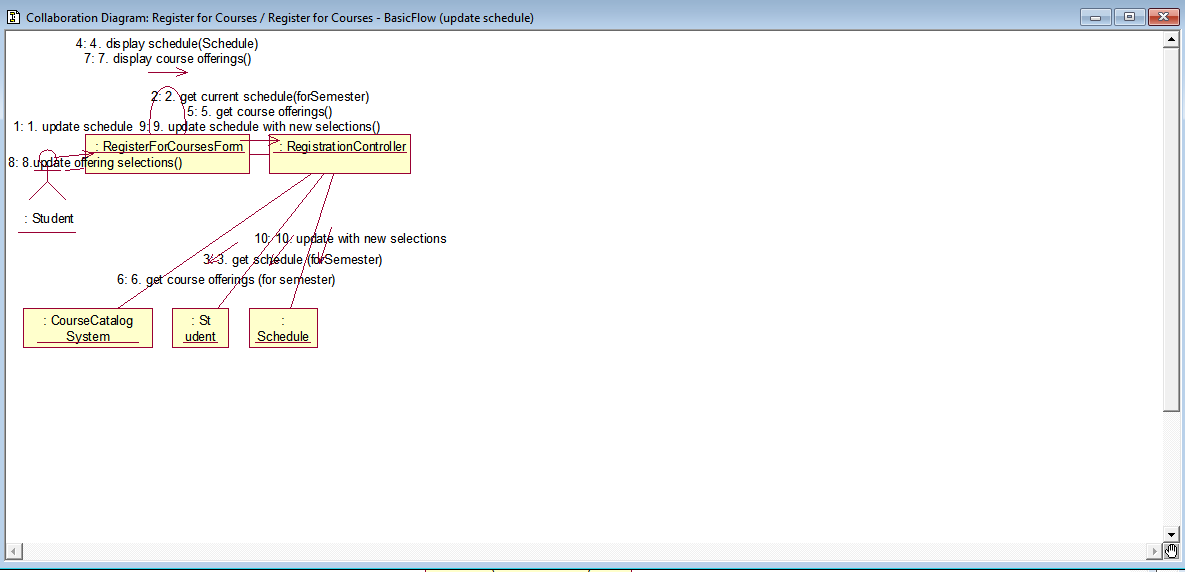 Collaboration Diagram: Register for Courses / Register for Courses - BasicFlow (update schedule)
4: 4. display schedule(Schedule)
7: 7. display course offerings()
2: 2. get current schedule(forSemester)
5: 5. get course offerings()
1: 1. update schedule
9: 9. update schedule with new selections()
: RegisterForCoursesForm
: RegistrationController
8: 8.update offering selections()
: Student
10: 10. update with new selections
3: 3. get schedule (forSemester)
6: 6. get course offerings (for semester)
: CourseCatalog
System
: St
udent
:
Schedule